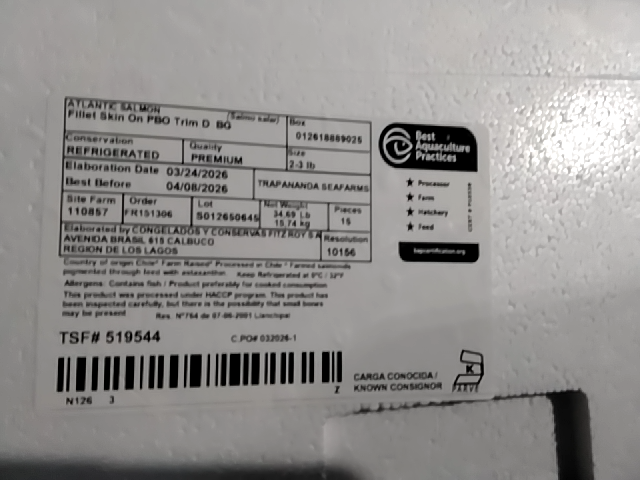 ATLANTIC SALMON
(Salmo salar)
Fillet Skin On PBO Trim D BG
Box
012618889025
Conservation
REFRIGERATED
Quality
PREMIUM
Size
2-3 lb
Elaboration Date 03/24/2026
Best Before 04/08/2026
TRAPANANDA SEAFARMS
Site Farm
110857
Order
FR151306
Lot
S012650645
Net Weight
34.69 Lb
15.74 kg
Pieces
15
Elaborated by CONGELADOS Y CONSERVAS FITZ ROY S A
AVENIDA BRASIL 615 CALBUCO
REGION DE LOS LAGOS
Resolution
10156
Country of origin Chile* Farm Raised* Processed in Chile * Farmed salmonids
pigmented through feed with astaxanthin. Keep Refrigerated at 0°C / 32°F
Allergens: Contains fish / Product preferably for cooked consumption
This product was processed under HACCP program. This product has
been inspected carefully, but there is the possibility that small bones
may be present Res. N°764 de 07-06-2001 Llanchipal
TSF# 519544
C.PO# 032026-1
N126 3
Z
CARGA CONOCIDA /
KNOWN CONSIGNOR
K
PARVE
Best
Aquaculture
Practices
Processor
Farm
Hatchery
Feed
bapcertification.org